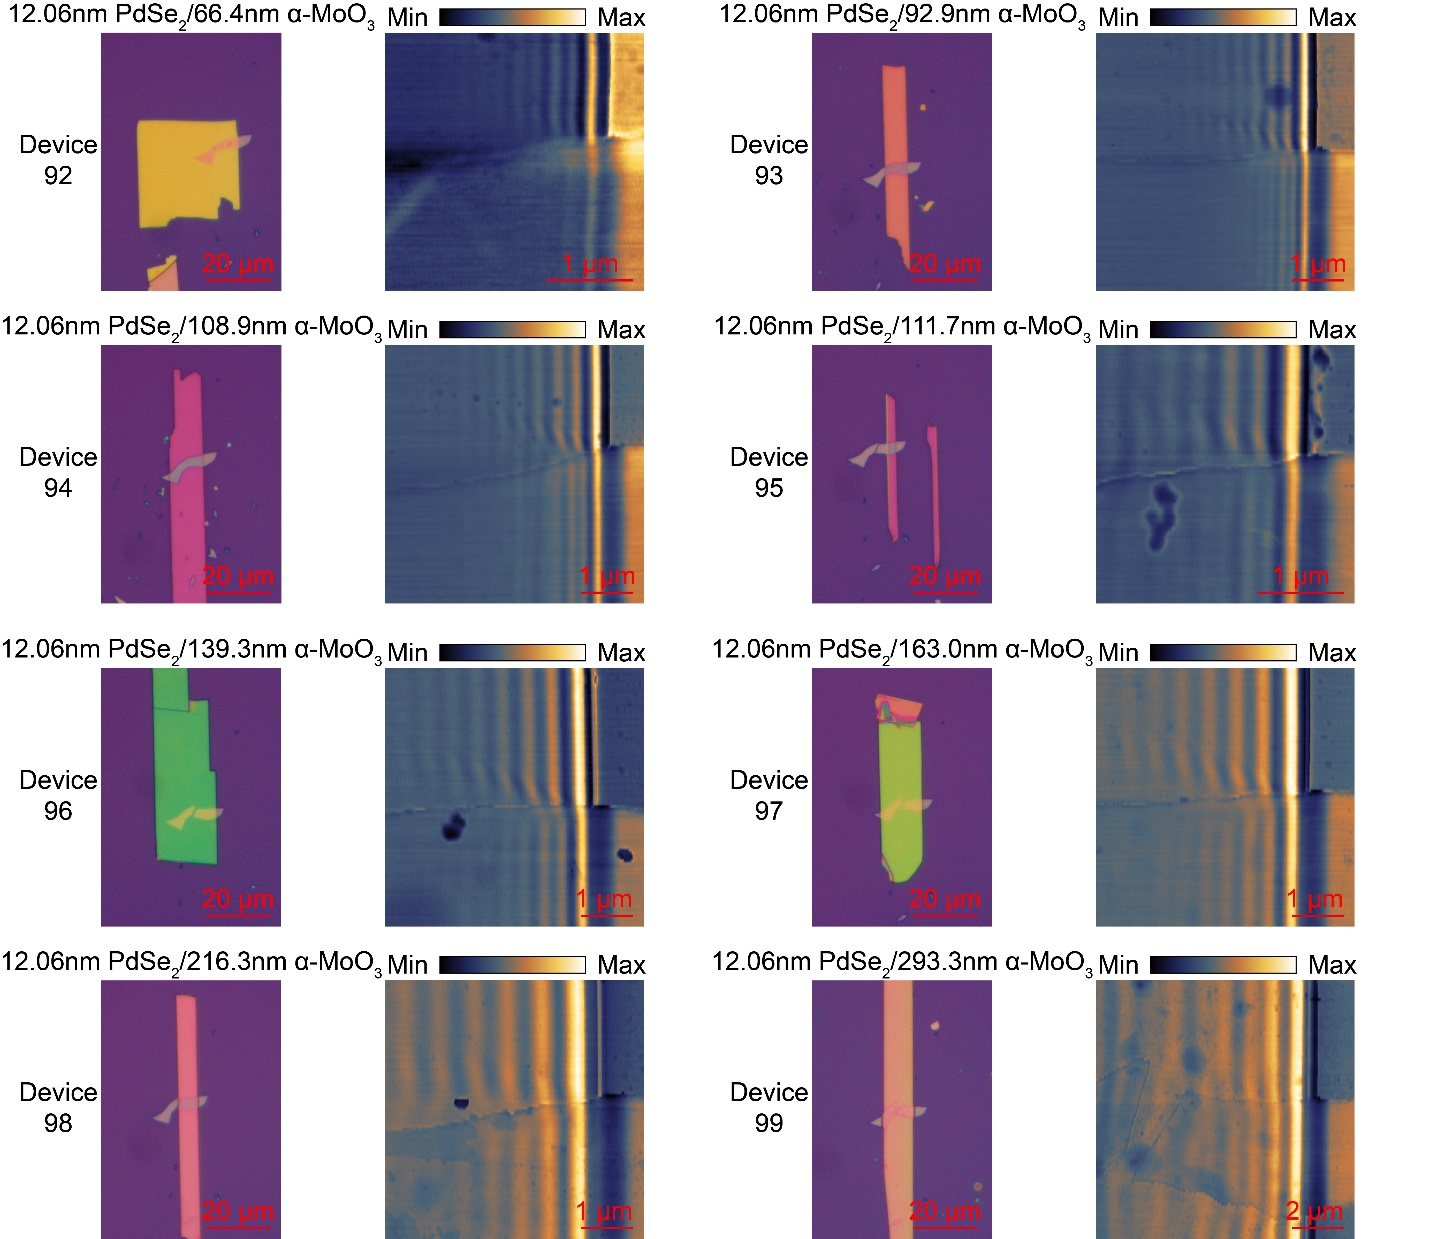 12.06nm PdSe2/66.4nm α-MoO3 Min Max
Device
92
20 μm
1 μm
12.06nm PdSe2/92.9nm α-MoO3 Min Max
Device
93
20 μm
1 μm
12.06nm PdSe2/108.9nm α-MoO3 Min Max
Device
94
20 μm
1 μm
12.06nm PdSe2/111.7nm α-MoO3 Min Max
Device
95
20 μm
1 μm
12.06nm PdSe2/139.3nm α-MoO3 Min Max
Device
96
20 μm
1 μm
12.06nm PdSe2/163.0nm α-MoO3 Min Max
Device
97
20 μm
1 μm
12.06nm PdSe2/216.3nm α-MoO3 Min Max
Device
98
20 μm
1 μm
12.06nm PdSe2/293.3nm α-MoO3 Min Max
Device
99
20 μm
2 μm